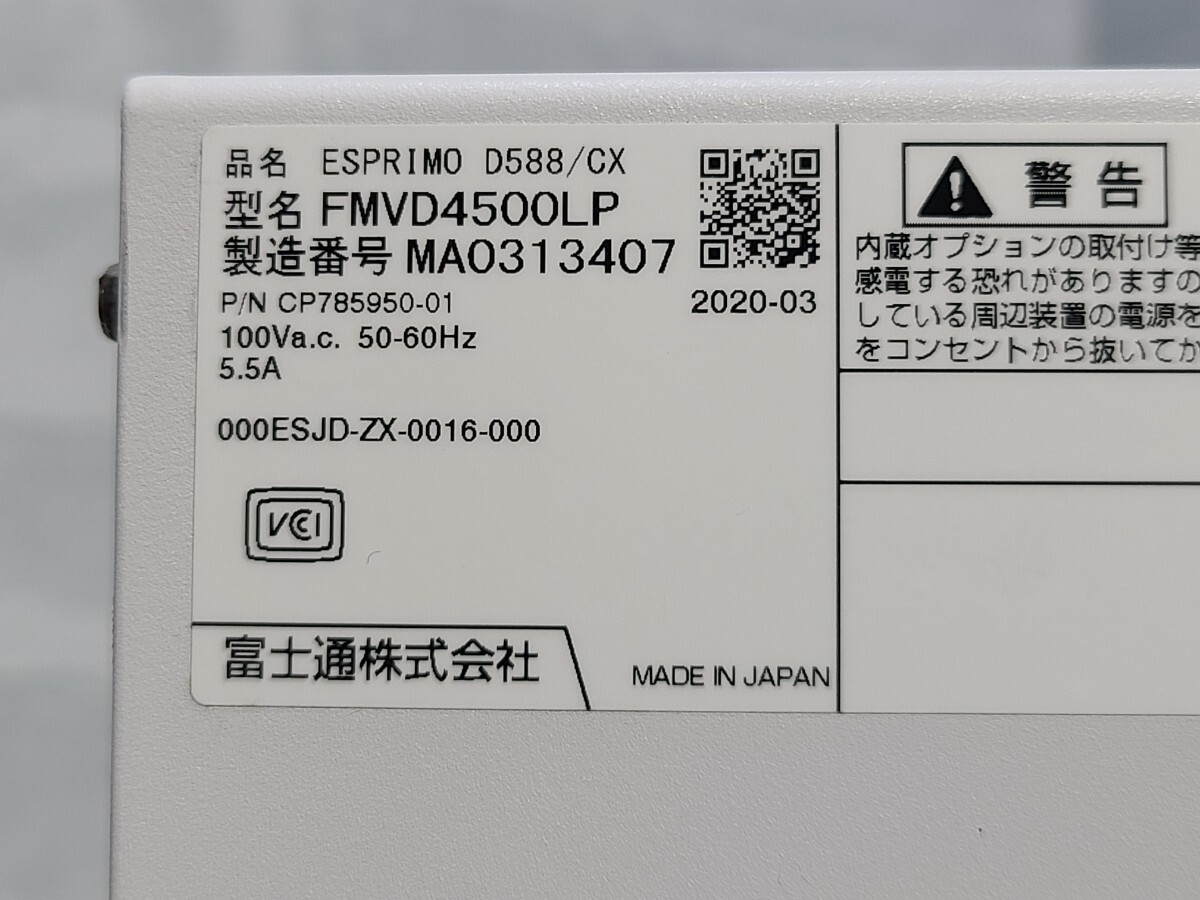 品名 ESPRIMO D588/CX
型名 FMVD4500LP
製造番号 MA0313407
P/N CP785950-01
2020-03
100Va.c. 50-60Hz
5.5A
000ESJD-ZX-0016-000
VCCI
富士通株式会社
MADE IN JAPAN
警告
内蔵オプションの取付け等
感電する恐れがありますの
している周辺装置の電源を
をコンセントから抜いてか